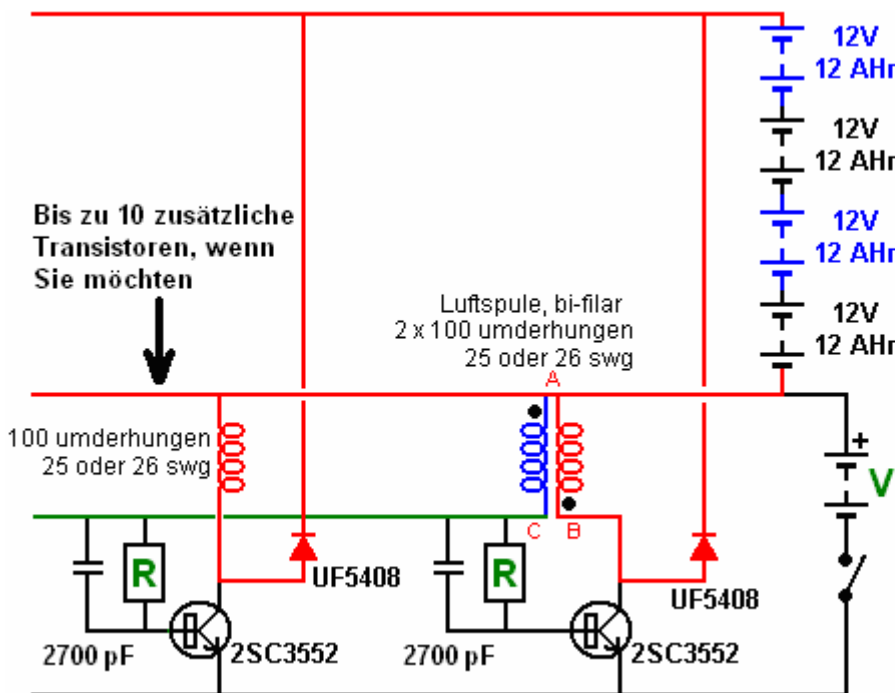 12V
12 AHr
12V
12 AHr
12V
12 AHr
12V
12 AHr
Bis zu 10 zusätzliche
Transistoren, wenn
Sie möchten
Luftspule, bi-filar
2 x 100 umderhungen
25 oder 26 swg
A
100 umderhungen
25 oder 26 swg
+
V
C
B
R
UF5408
R
UF5408
2700 pF
2SC3552
2700 pF
2SC3552